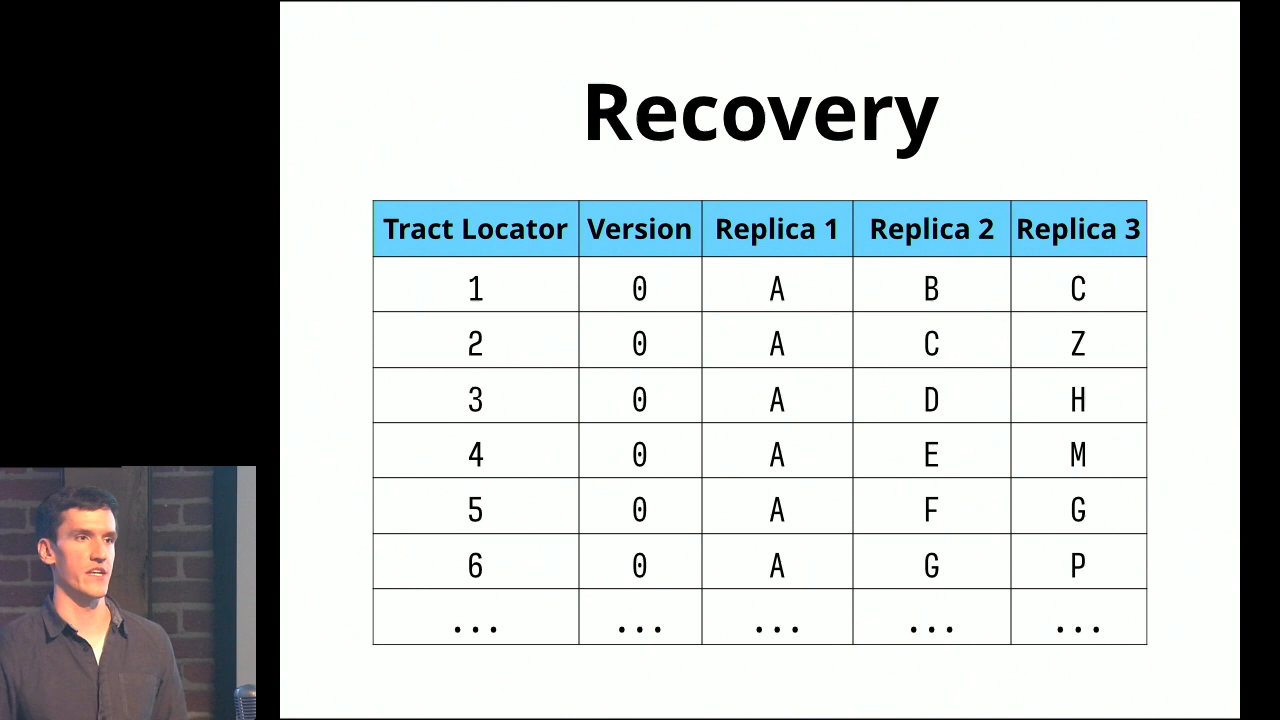 Recovery
Tract Locator Version Replica 1 Replica 2 Replica 3
1 0 A B C
2 0 A C Z
3 0 A D H
4 0 A E M
5 0 A F G
6 0 A G P
... ... ... ... ...